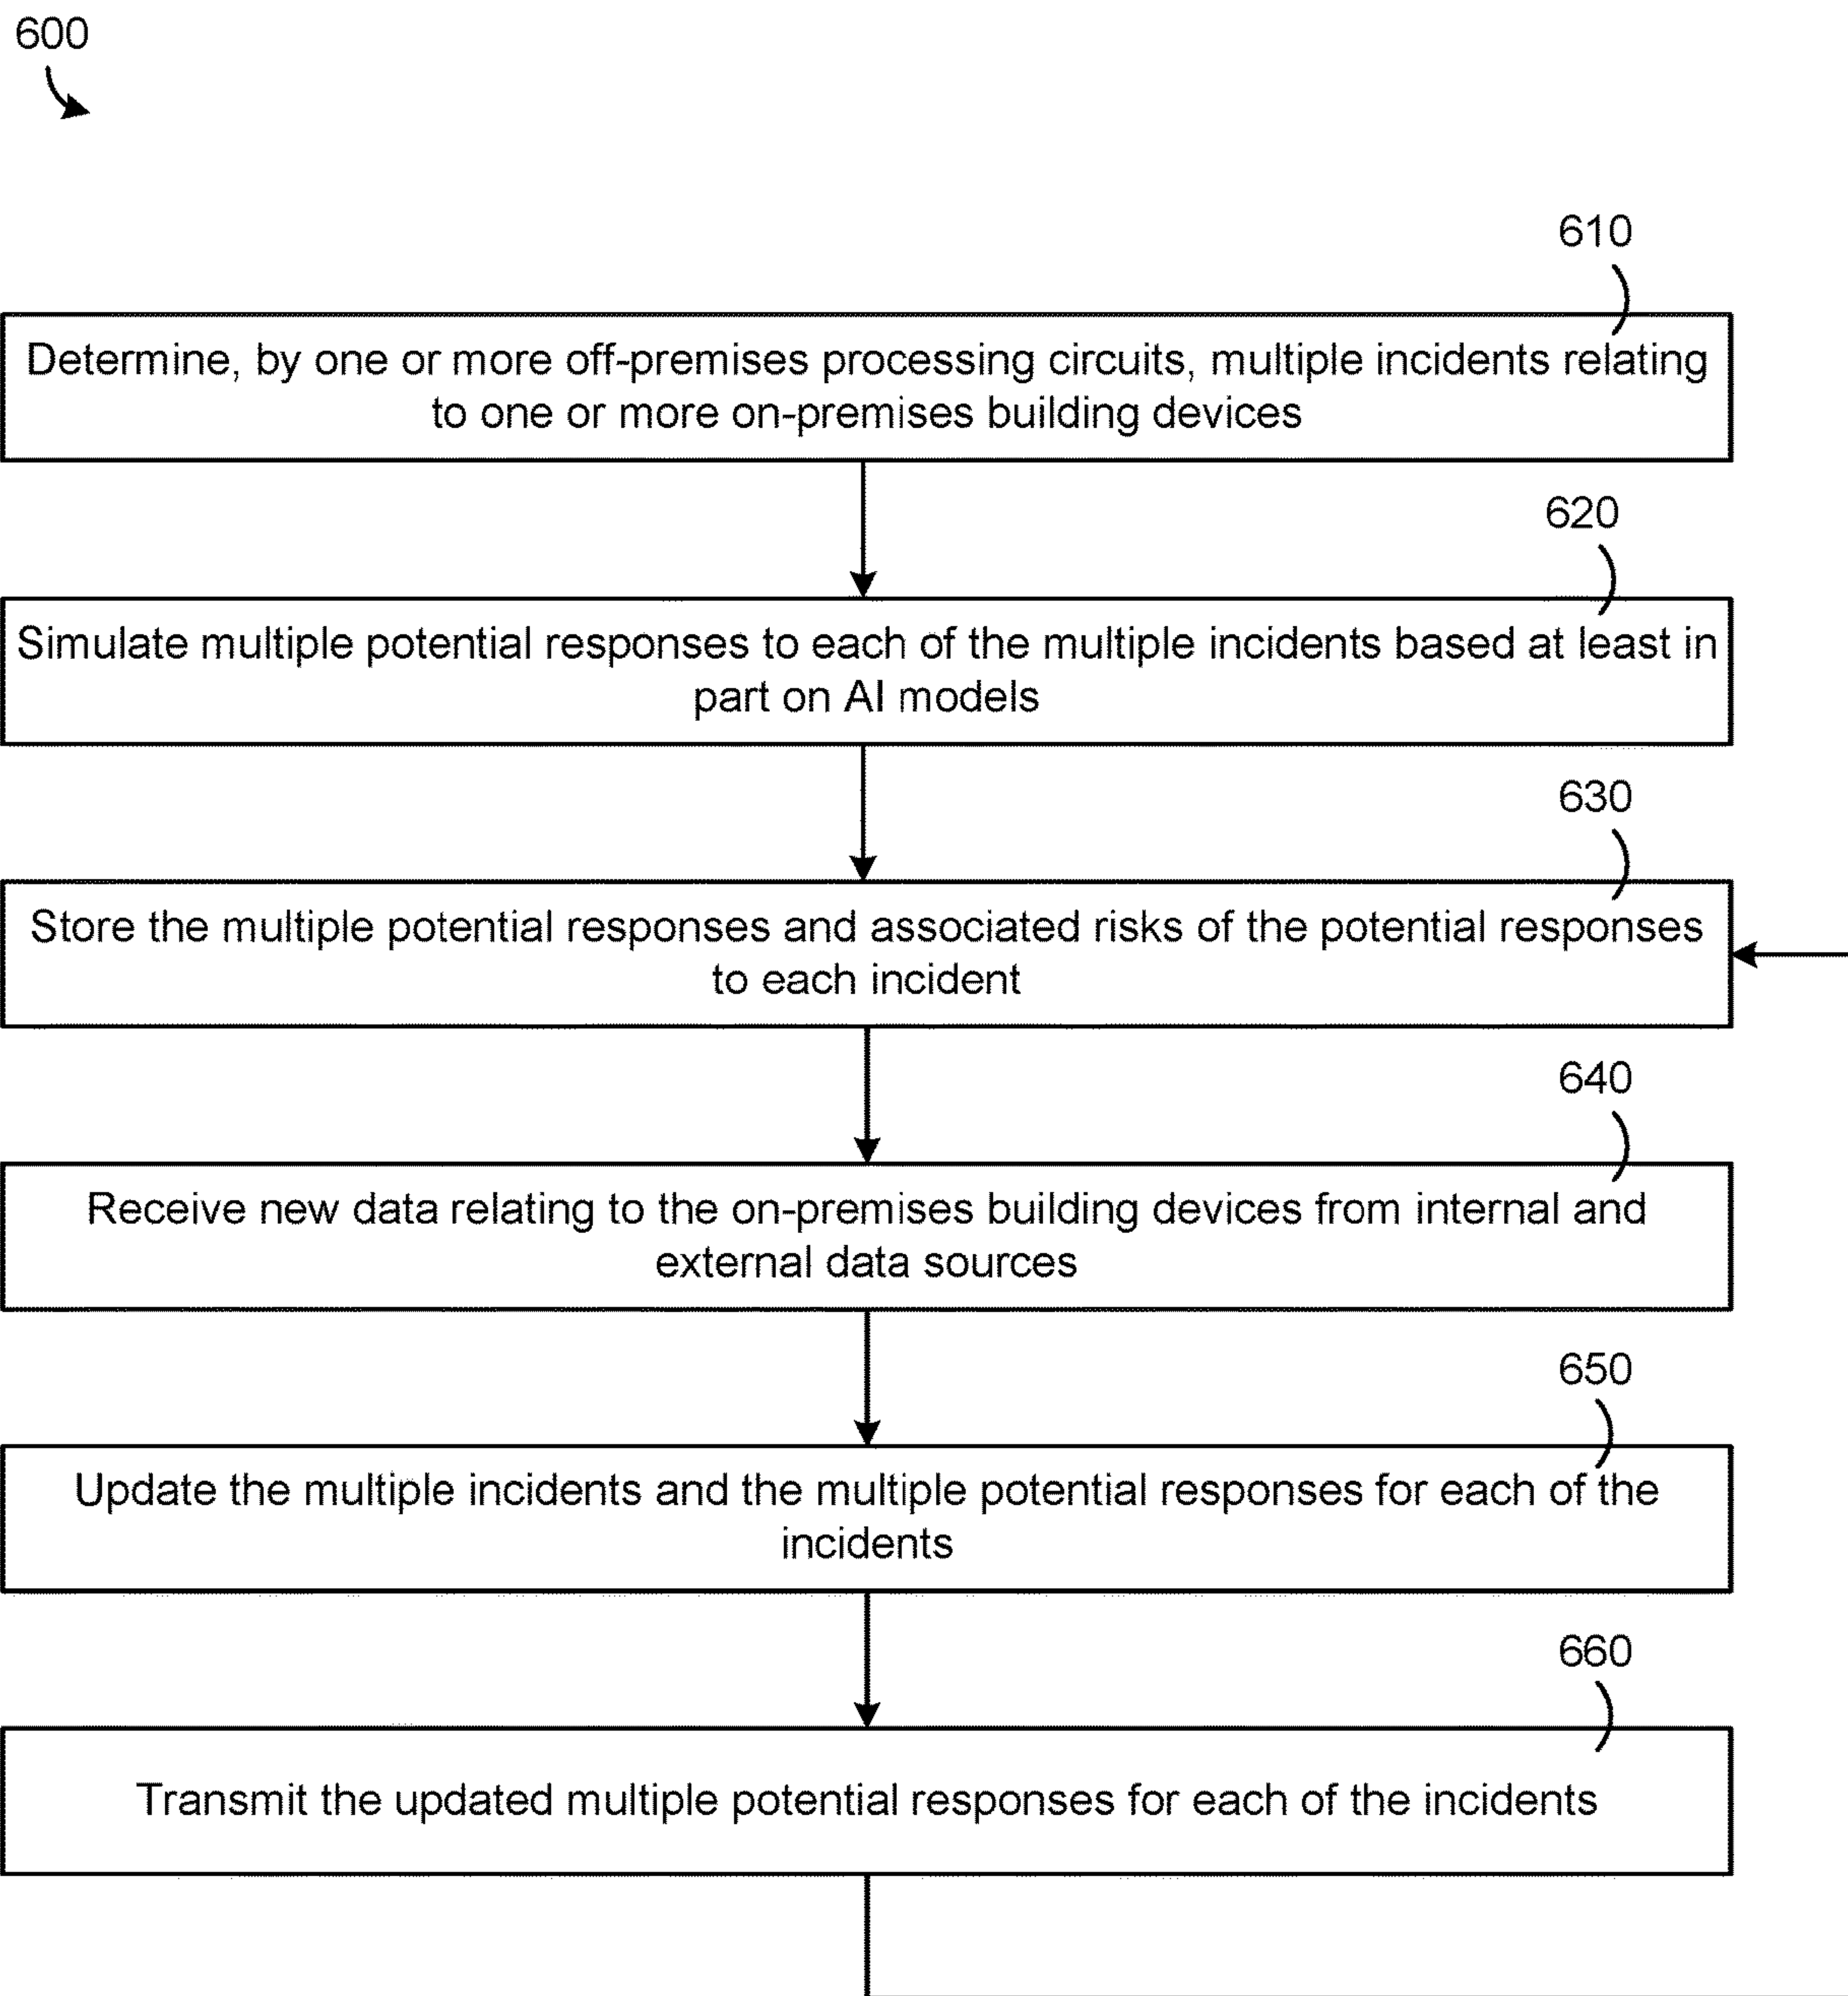 600
610
Determine, by one or more off-premises processing circuits, multiple incidents relating
to one or more on-premises building devices
620
Simulate multiple potential responses to each of the multiple incidents based at least in
part on AI models
630
Store the multiple potential responses and associated risks of the potential responses
to each incident
640
Receive new data relating to the on-premises building devices from internal and
external data sources
650
Update the multiple incidents and the multiple potential responses for each of the
incidents
660
Transmit the updated multiple potential responses for each of the incidents